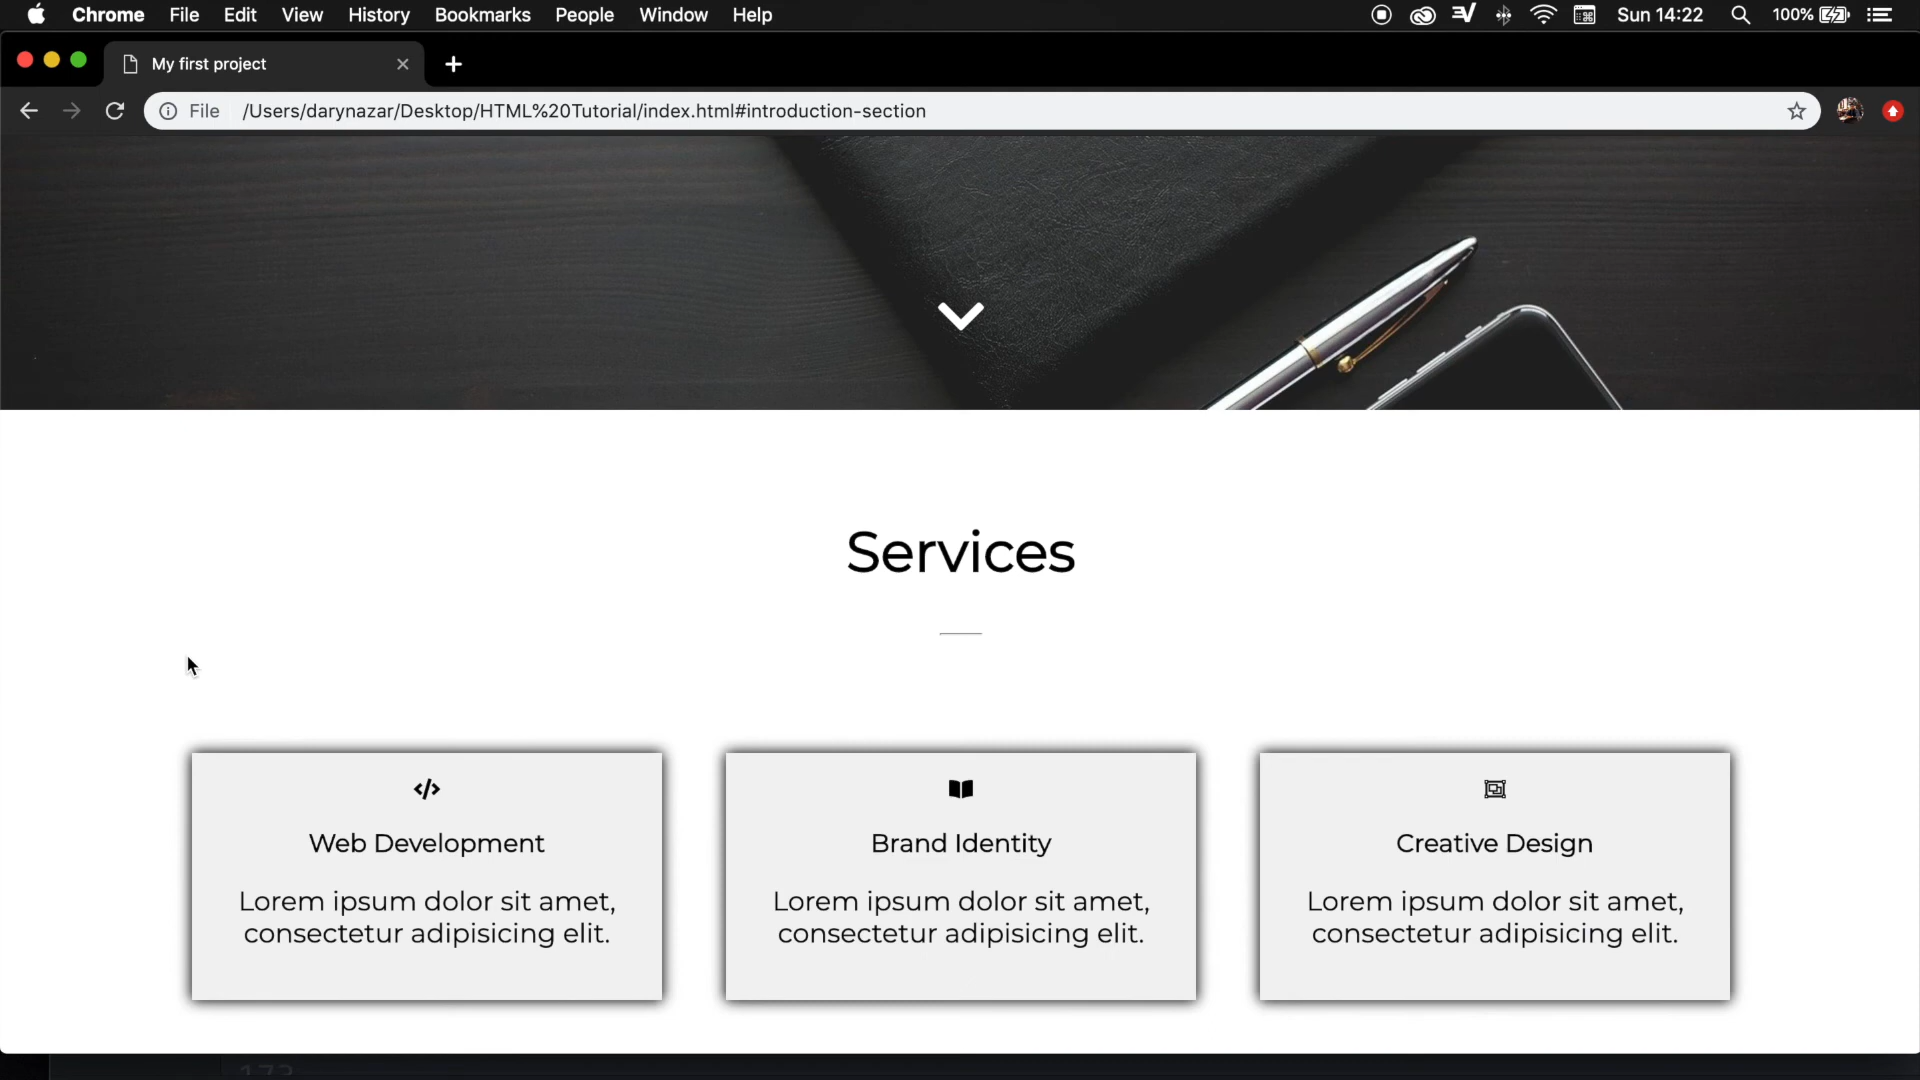 Chrome File Edit View History Bookmarks People Window Help Sun 14:22 100%
My first project
File /Users/darynazar/Desktop/HTML%20Tutorial/index.html#introduction-section
Services
Web Development
Lorem ipsum dolor sit amet,
consectetur adipisicing elit.
Brand Identity
Lorem ipsum dolor sit amet,
consectetur adipisicing elit.
Creative Design
Lorem ipsum dolor sit amet,
consectetur adipisicing elit.